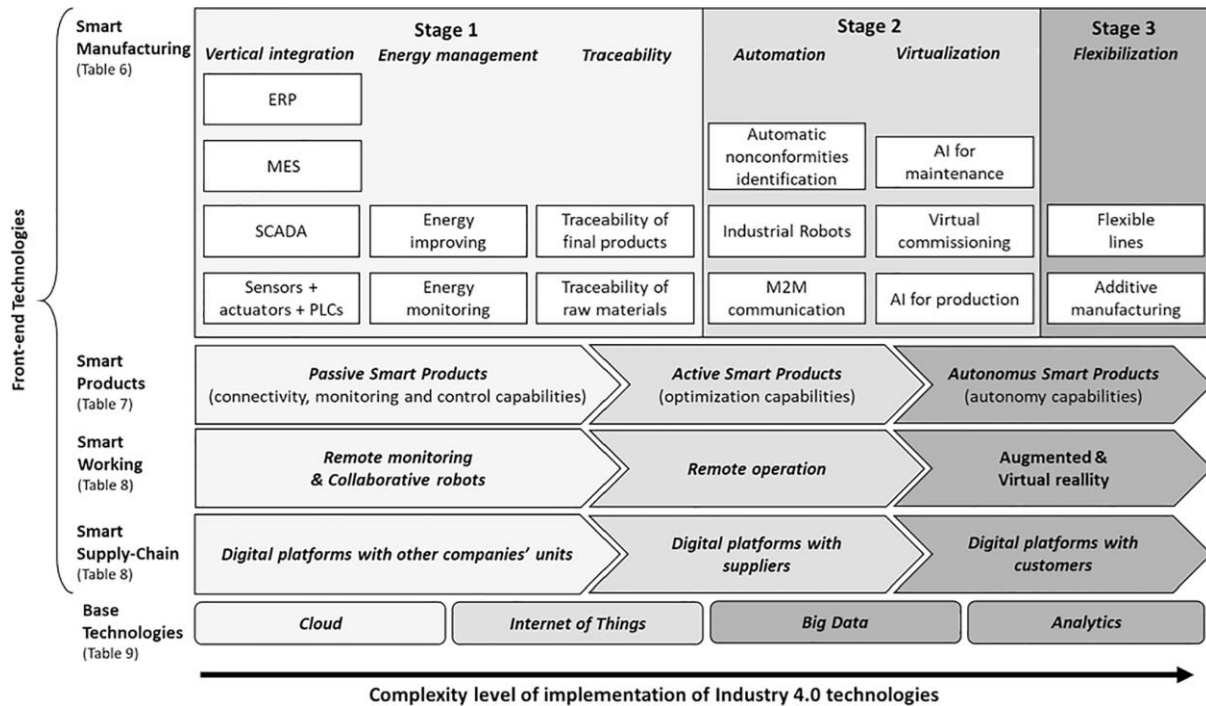 Front-end Technologies
Smart
Manufacturing
(Table 6)
Stage 1
Stage 2
Stage 3
Vertical integration
Energy management
Traceability
Automation
Virtualization
Flexibilization
ERP
MES
SCADA
Sensors +
actuators + PLCs
Energy
improving
Energy
monitoring
Traceability of
final products
Traceability of
raw materials
Automatic
nonconformities
identification
Industrial Robots
M2M
communication
AI for
maintenance
Virtual
commissioning
AI for production
Flexible
lines
Additive
manufacturing
Smart
Products
(Table 7)
Passive Smart Products
(connectivity, monitoring and control capabilities)
Active Smart Products
(optimization capabilities)
Autonomus Smart Products
(autonomy capabilities)
Smart
Working
(Table 8)
Remote monitoring
& Collaborative robots
Remote operation
Augmented &
Virtual reallity
Smart
Supply-Chain
(Table 8)
Digital platforms with other companies’ units
Digital platforms with
suppliers
Digital platforms with
customers
Base
Technologies
(Table 9)
Cloud
Internet of Things
Big Data
Analytics
Complexity level of implementation of Industry 4.0 technologies